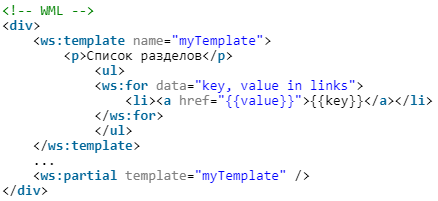 <!-- WML -->
<div>
    <ws:template name="myTemplate">
        <p>Список разделов</p>
            <ul>
            <ws:for data="key, value in links">
                <li><a href="{{value}}">{{key}}</a></li>
            </ws:for>
            </ul>
    </ws:template>
    ...
    <ws:partial template="myTemplate" />
</div>